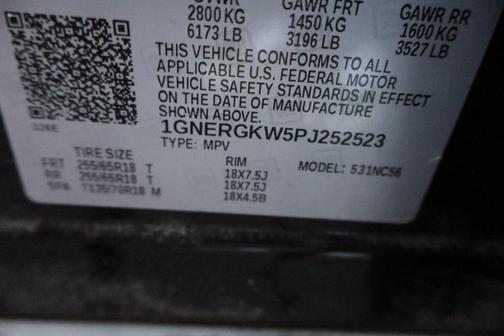 GVWR GAWR FRT GAWR RR
2800 KG 1450 KG 1600 KG
6173 LB 3196 LB 3527 LB
THIS VEHICLE CONFORMS TO ALL
APPLICABLE U.S. FEDERAL MOTOR
VEHICLE SAFETY STANDARDS IN EFFECT
ON THE DATE OF MANUFACTURE
SHOWN ABOVE.
1GNERGKW5PJ252523
TYPE: MPV
TIRE SIZE RIM MODEL: 531NC56
FRT 255/65R18 T 18X7.5J
RR 255/65R18 T 18X7.5J
SPA T135/70R18 M 18X4.5B